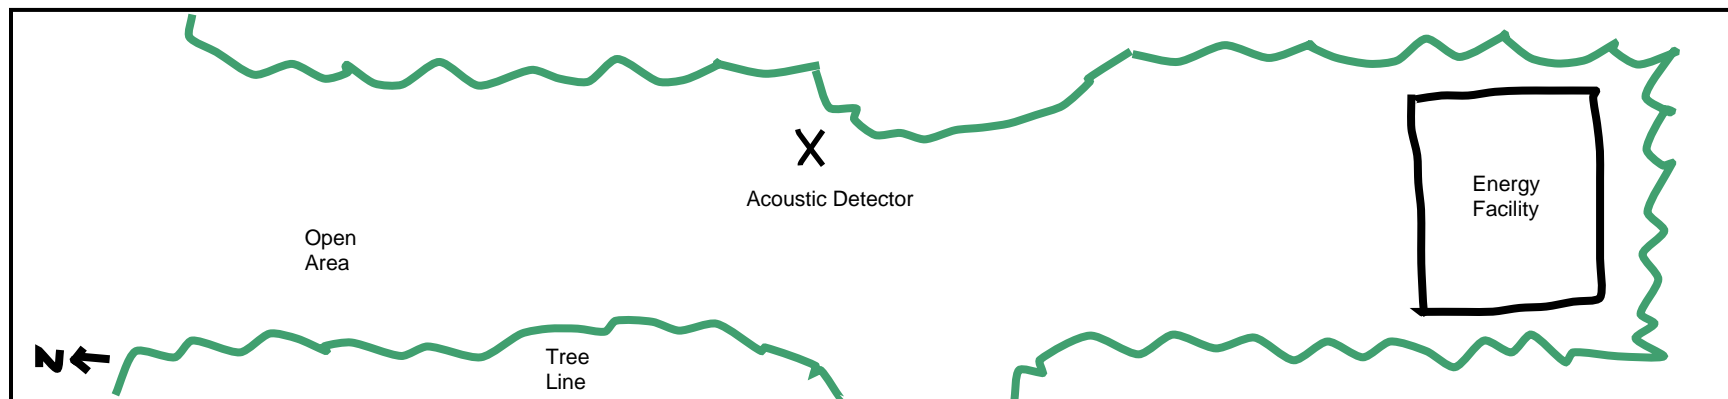 Acoustic Detector
Energy
Facility
Open
Area
Tree
Line
N